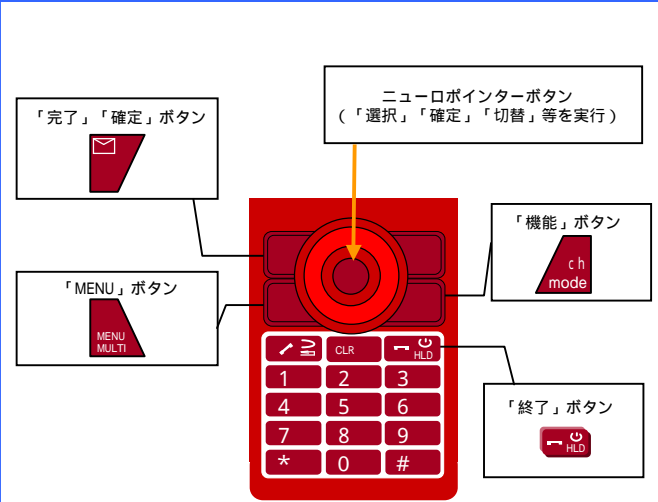 ニューロポインターボタン
(「選択」「確定」「切替」等を実行)
「完了」「確定」ボタン
「機能」ボタン
ch
mode
「MENU」ボタン
MENU
MULTI
CLR
HLD
1 2 3
4 5 6
7 8 9
* 0 #
「終了」ボタン
HLD